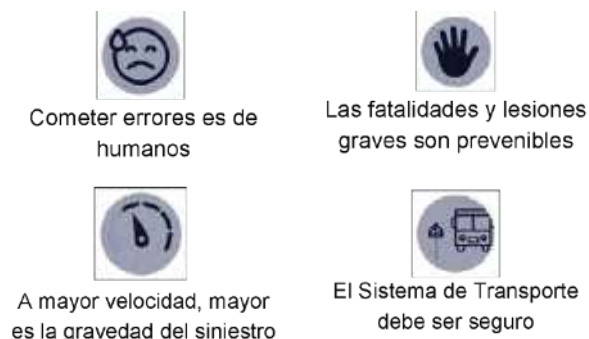 Cometer errores es de
humanos
Las fatalidades y lesiones
graves son prevenibles
A mayor velocidad, mayor
es la gravedad del siniestro
El Sistema de Transporte
debe ser seguro